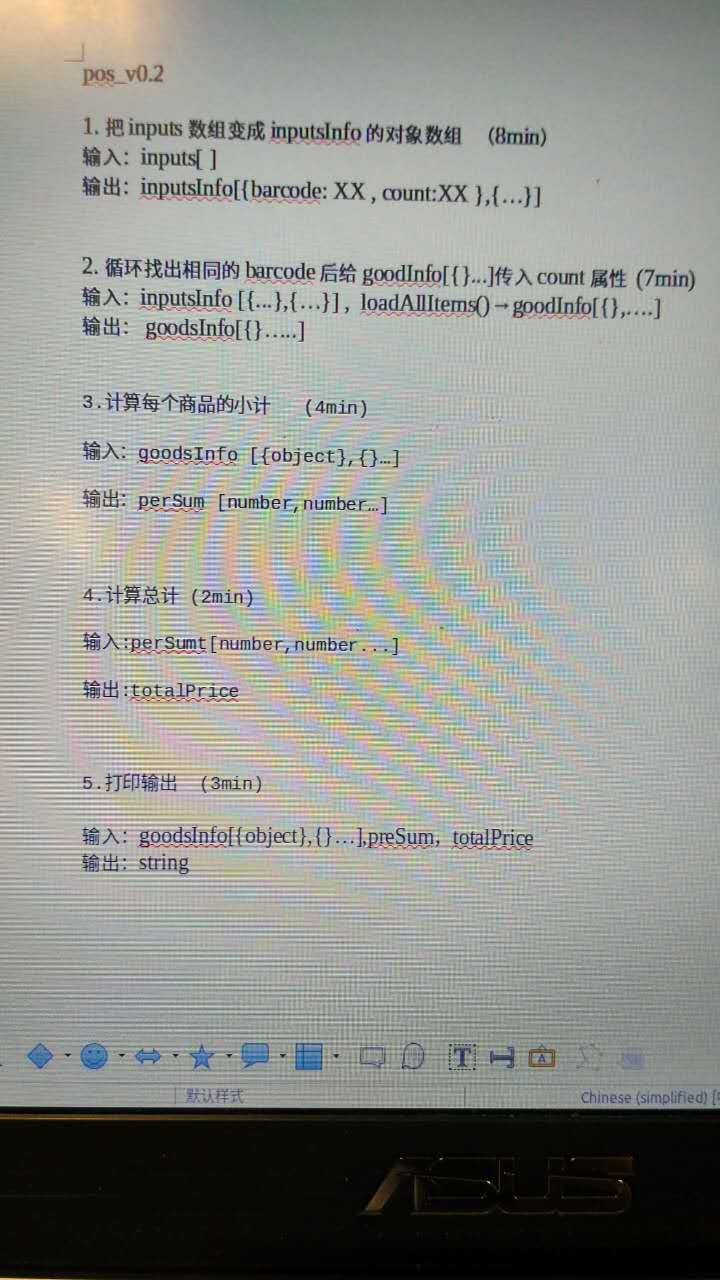 pos_v0.2
1. 把 inputs 数组变成 inputsInfo 的对象数组 （8min）
输入：inputs[ ]
输出：inputsInfo[{barcode: XX , count:XX },{…}]
2. 循环找出相同的 barcode 后给 goodInfo[{}...]传入 count 属性 (7min)
输入：inputsInfo [{...},{…}] ，loadAllItems()→goodInfo[{},….]
输出： goodsInfo[{}…..]
3.计算每个商品的小计 （4min）
输入：goodsInfo [{object},{}…]
输出：perSum [number,number…]
4.计算总计 (2min)
输入:perSumt[number,number...]
输出:totalPrice
5.打印输出 （3min）
输入：goodsInfo[{object},{}…],preSum，totalPrice
输出：string
T
A
默认样式
Chinese (simplified) [
ASUS